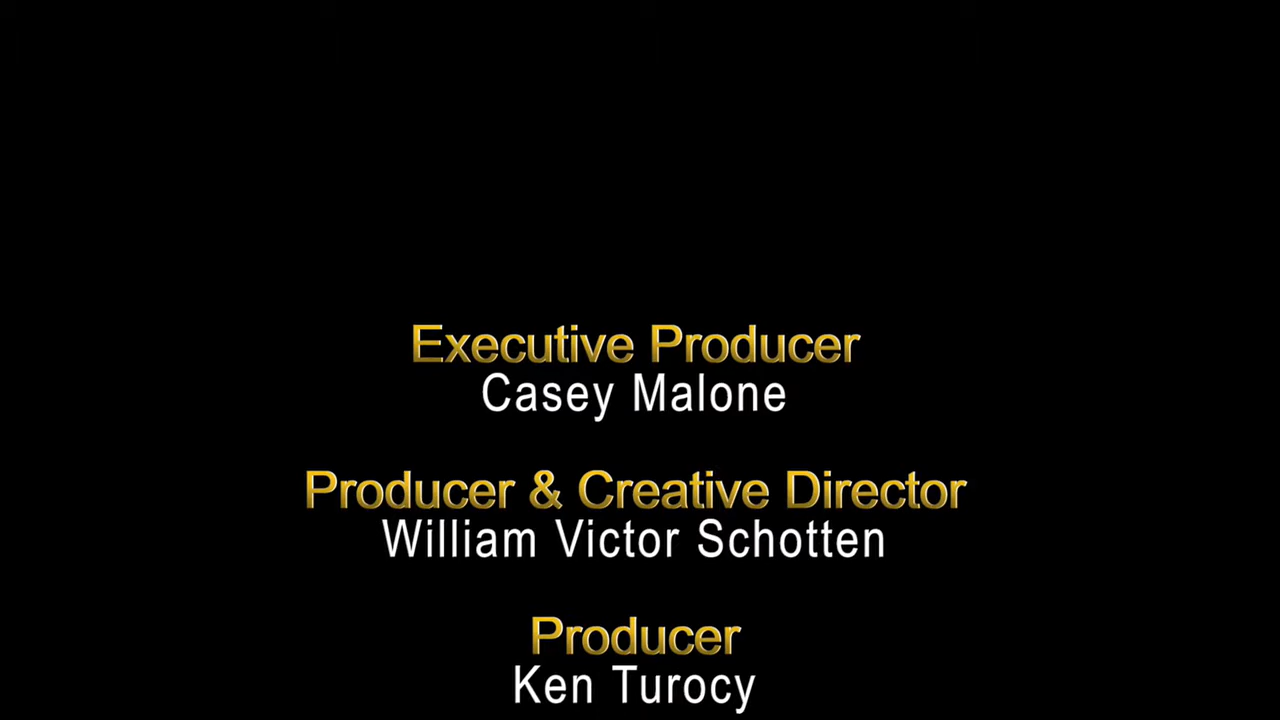 Executive Producer
Casey Malone
Producer & Creative Director
William Victor Schotten
Producer
Ken Turocy